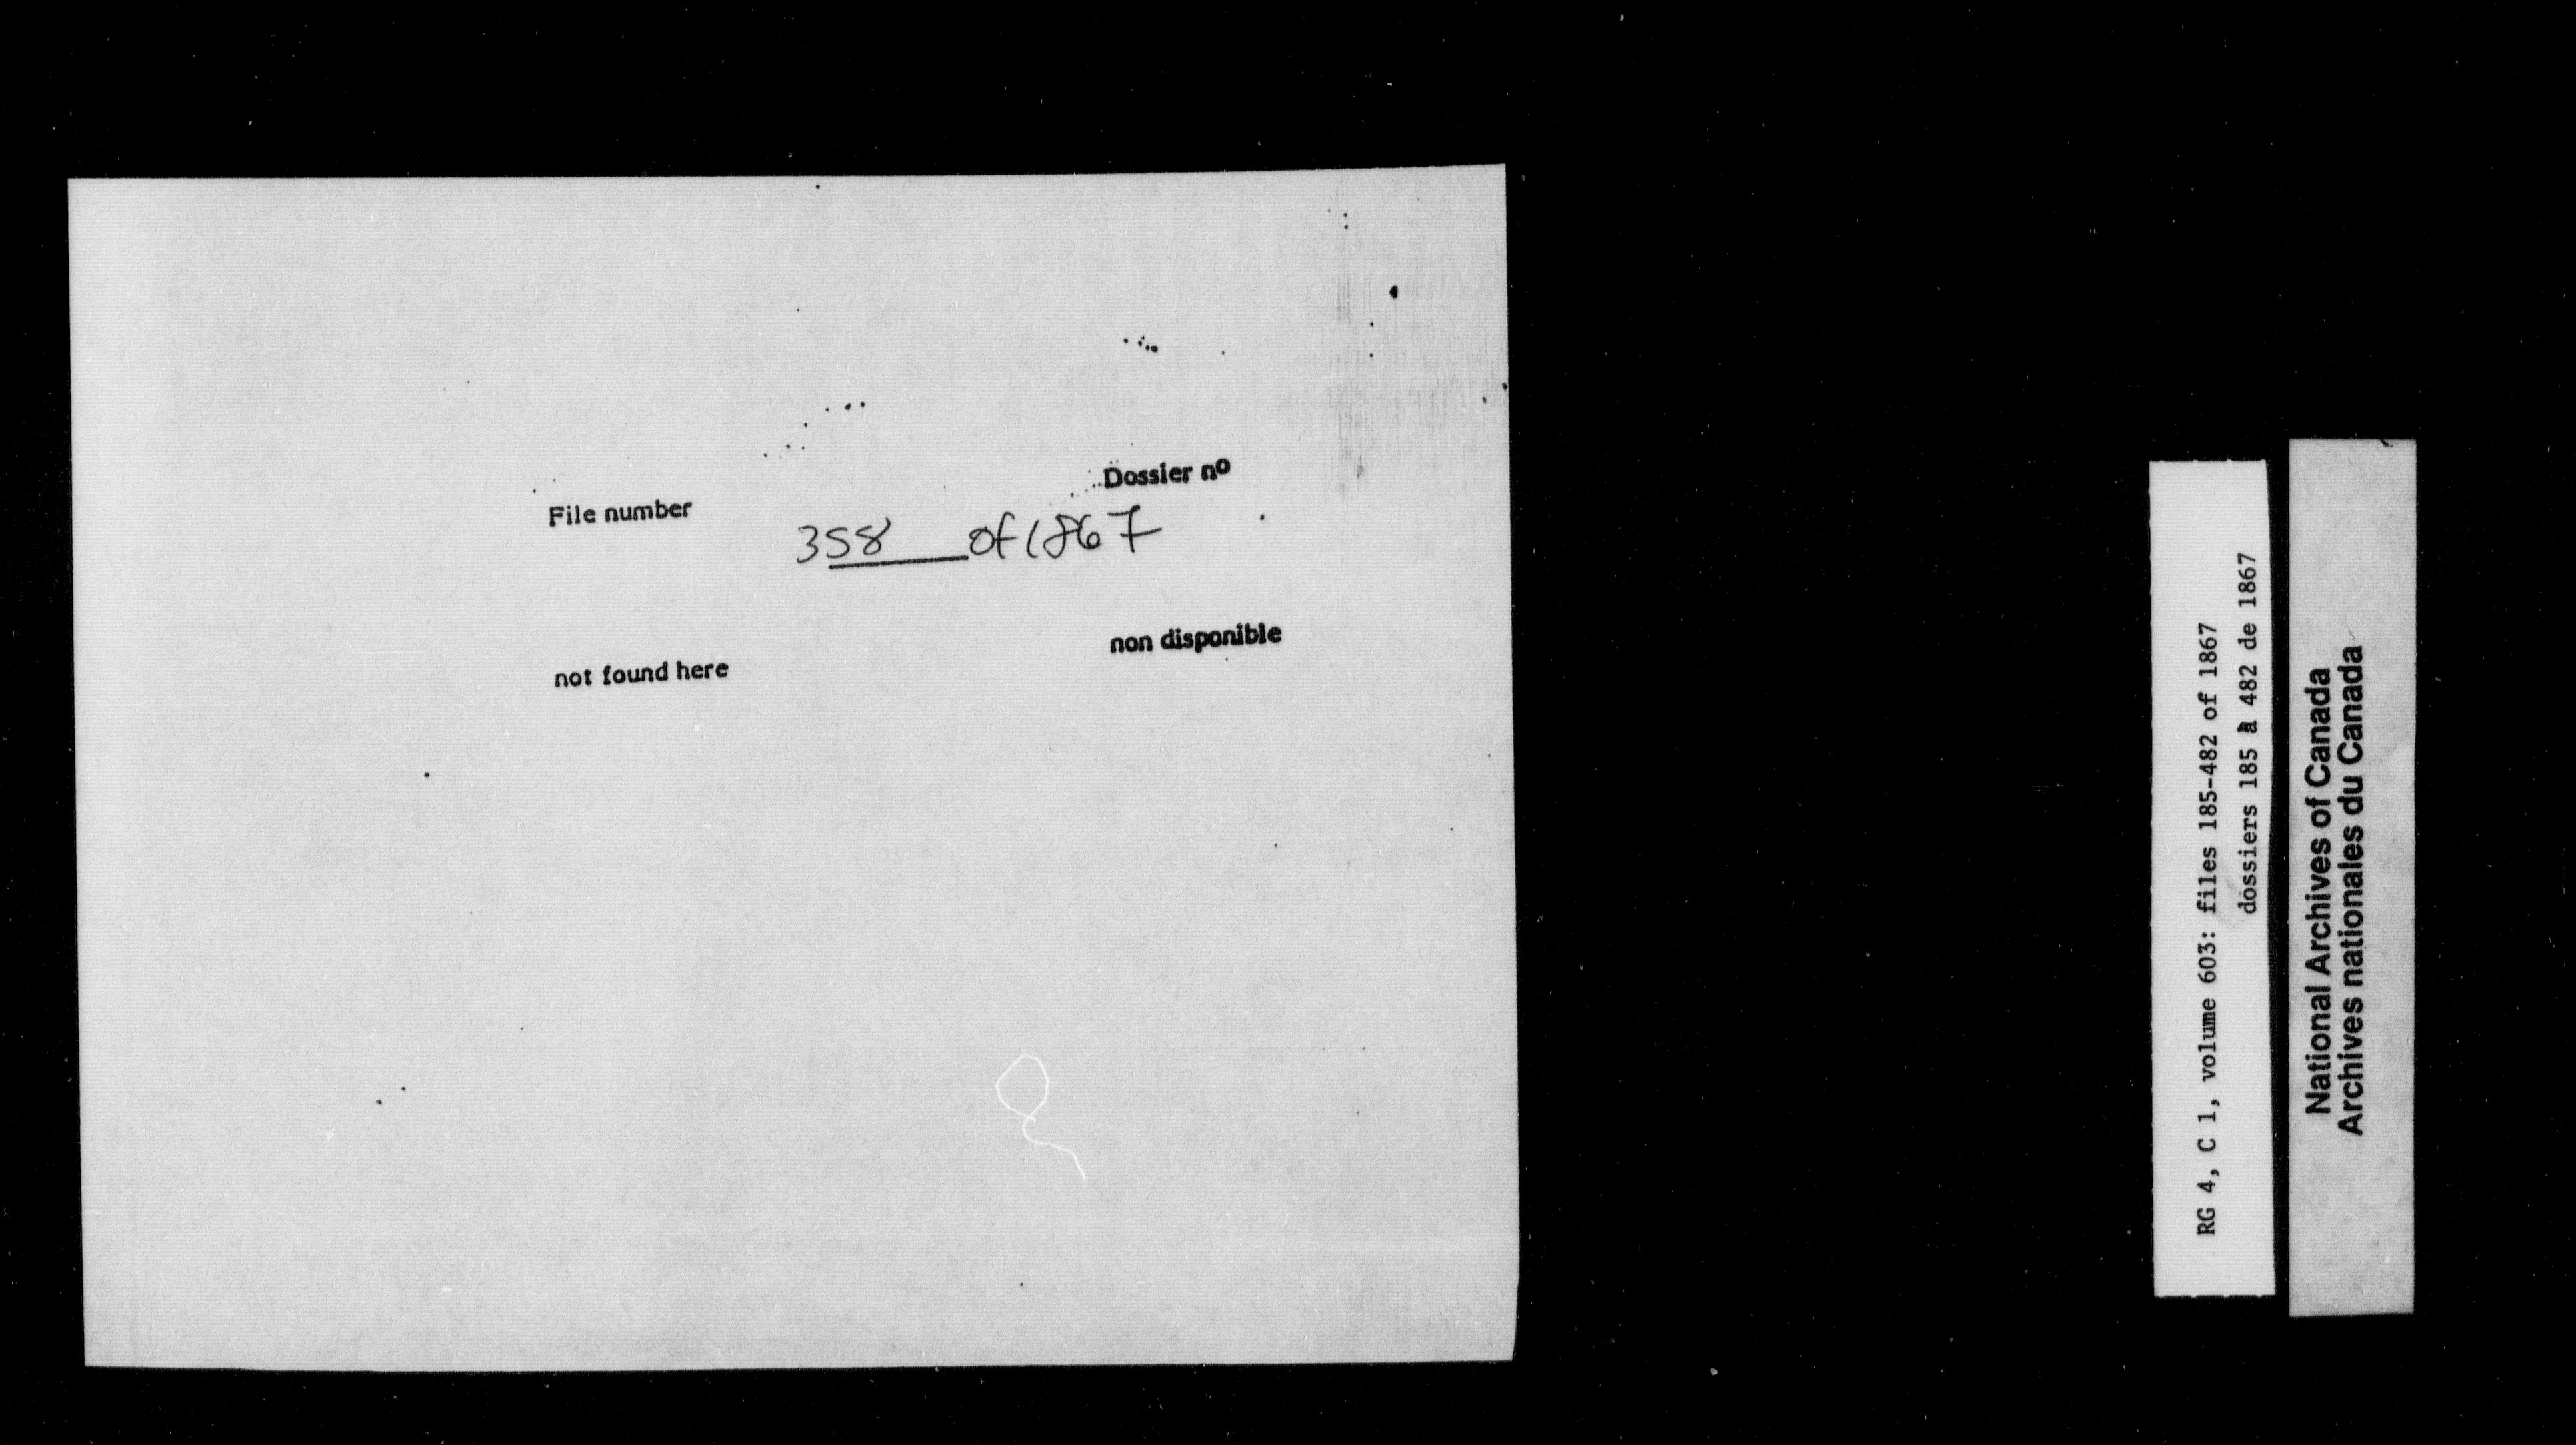 Dossier nº
File number
358 of 1867
non disponible
not found here
RG 4, C 1, volume 603: files 185-482 of 1867
dossiers 185 à 482 de 1867
National Archives of Canada
Archives nationales du Canada